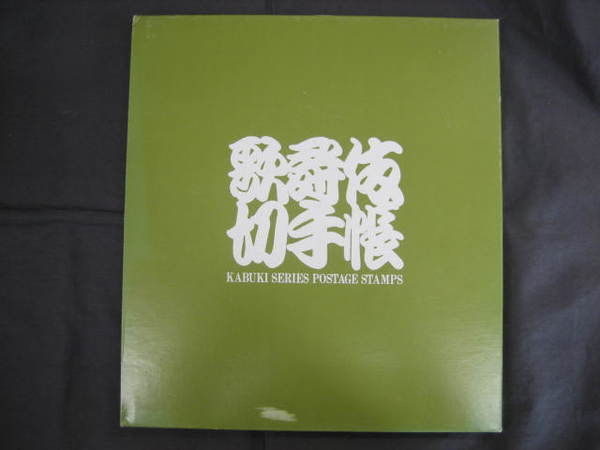 歌舞伎
切手帳
KABUKI SERIES POSTAGE STAMPS